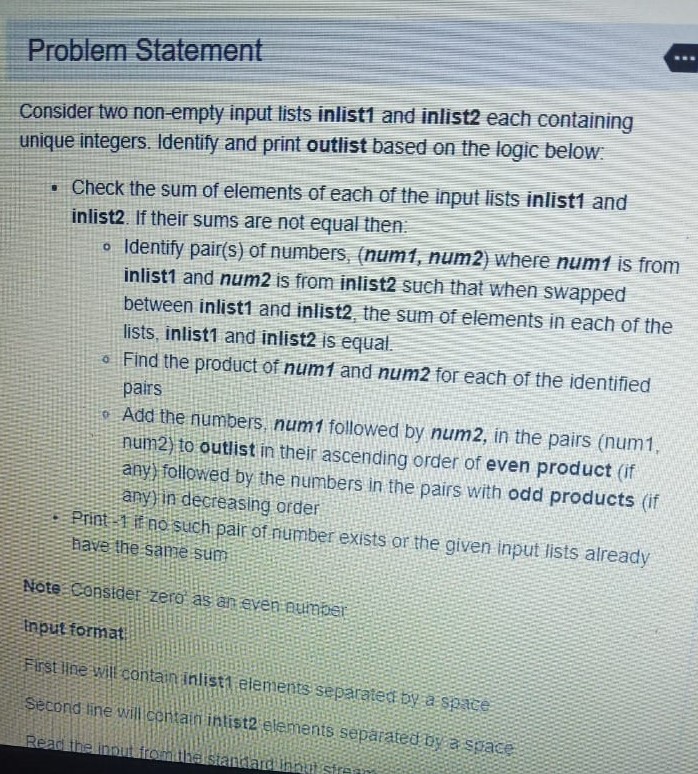 Problem Statement
Consider two non-empty input lists inlist1 and inlist2 each containing
unique integers. Identify and print outlist based on the logic below:
• Check the sum of elements of each of the input lists inlist1 and
inlist2. If their sums are not equal then:
o Identify pair(s) of numbers, (num1, num2) where num1 is from
inlist1 and num2 is from inlist2 such that when swapped
between inlist1 and inlist2, the sum of elements in each of the
lists, inlist1 and inlist2 is equal.
o Find the product of num1 and num2 for each of the identified
pairs
o Add the numbers, num1 followed by num2, in the pairs (num1,
num2) to outlist in their ascending order of even product (if
any) followed by the numbers in the pairs with odd products (if
any) in decreasing order
• Print -1 if no such pair of number exists or the given input lists already
have the same sum
Note: Consider 'zero' as an even number
Input format:
First line will contain inlist1 elements separated by a space
Second line will contain inlist2 elements separated by a space
Read the input from the standard input stream